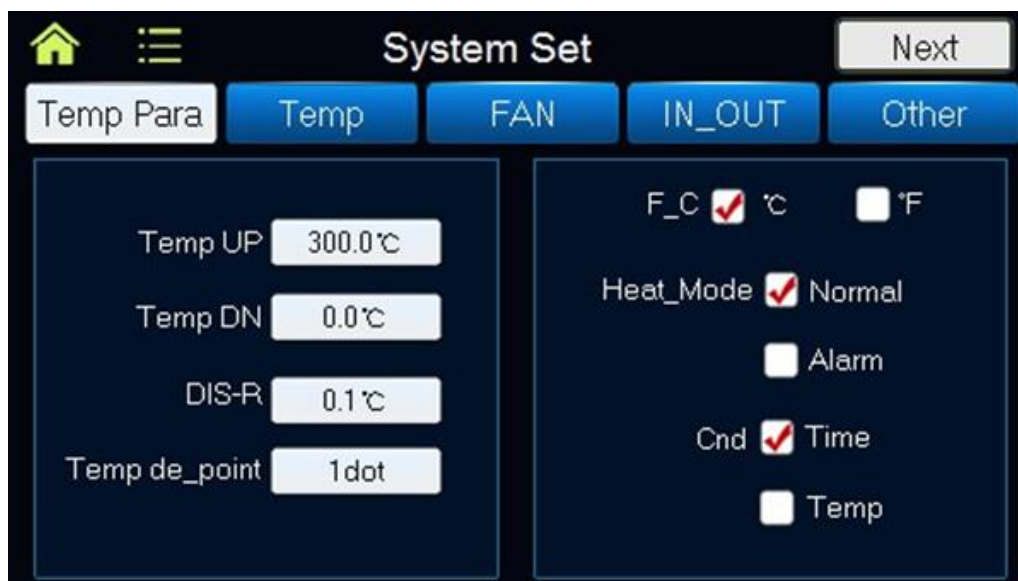 System Set
Next
Temp Para
Temp
FAN
IN_OUT
Other
Temp UP 300.0℃
Temp DN 0.0℃
DIS-R 0.1℃
Temp de_point 1dot
F_C ℃ ℉
Heat_Mode Normal
Alarm
Cnd Time
Temp